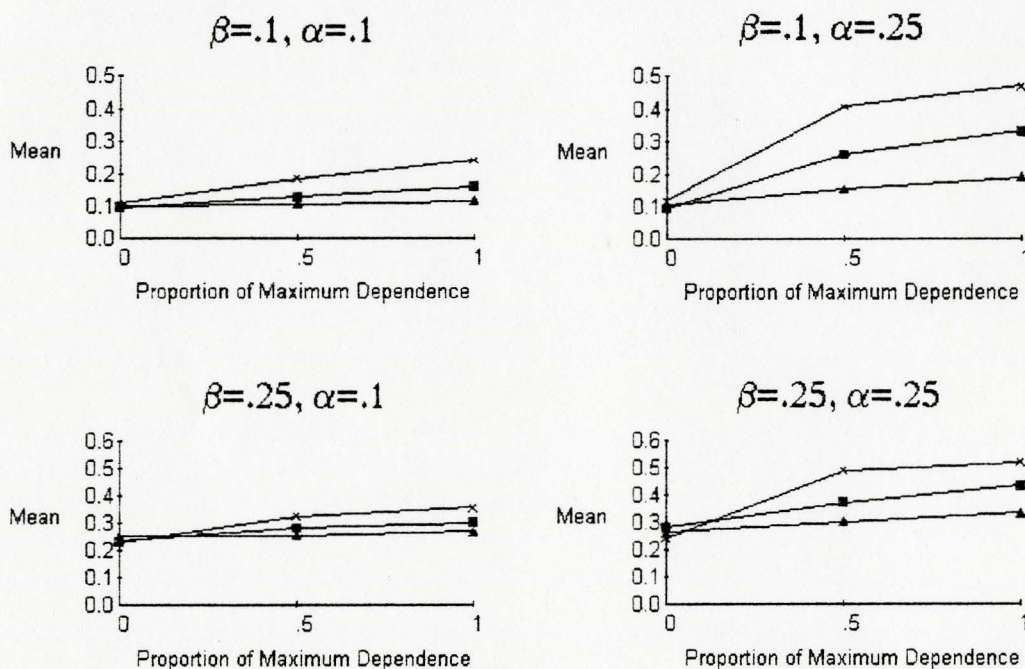 β=.1, α=.1
0.5
0.4
Mean
0.3
0.2
0.1
0.0
0 .5 1
Proportion of Maximum Dependence
β=.1, α=.25
0.5
0.4
Mean
0.3
0.2
0.1
0.0
0 .5 1
Proportion of Maximum Dependence
β=.25, α=.1
0.6
0.5
0.4
Mean
0.3
0.2
0.1
0.0
0 .5 1
Proportion of Maximum Dependence
β=.25, α=.25
0.6
0.5
0.4
Mean
0.3
0.2
0.1
0.0
0 .5 1
Proportion of Maximum Dependence